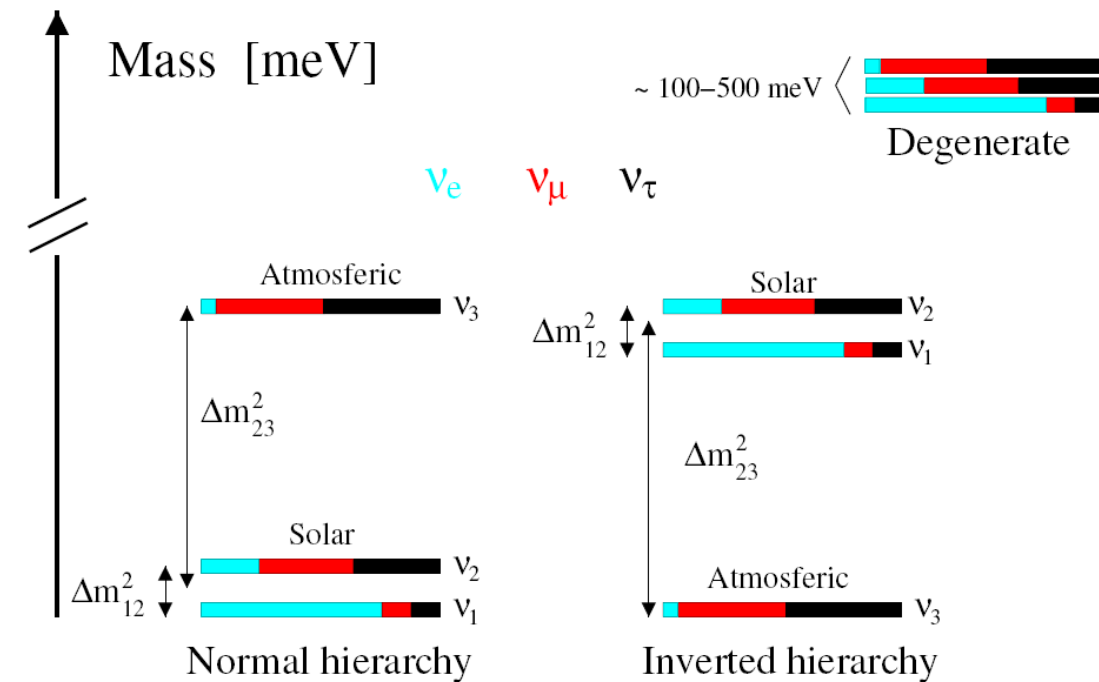 Mass [meV]
~ 100–500 meV
Degenerate
νe νμ ντ
Atmosferic
ν3
Δm²23
Solar
ν2
Δm²12
ν1
Normal hierarchy
Solar
ν2
Δm²12
ν1
Δm²23
Atmosferic
ν3
Inverted hierarchy